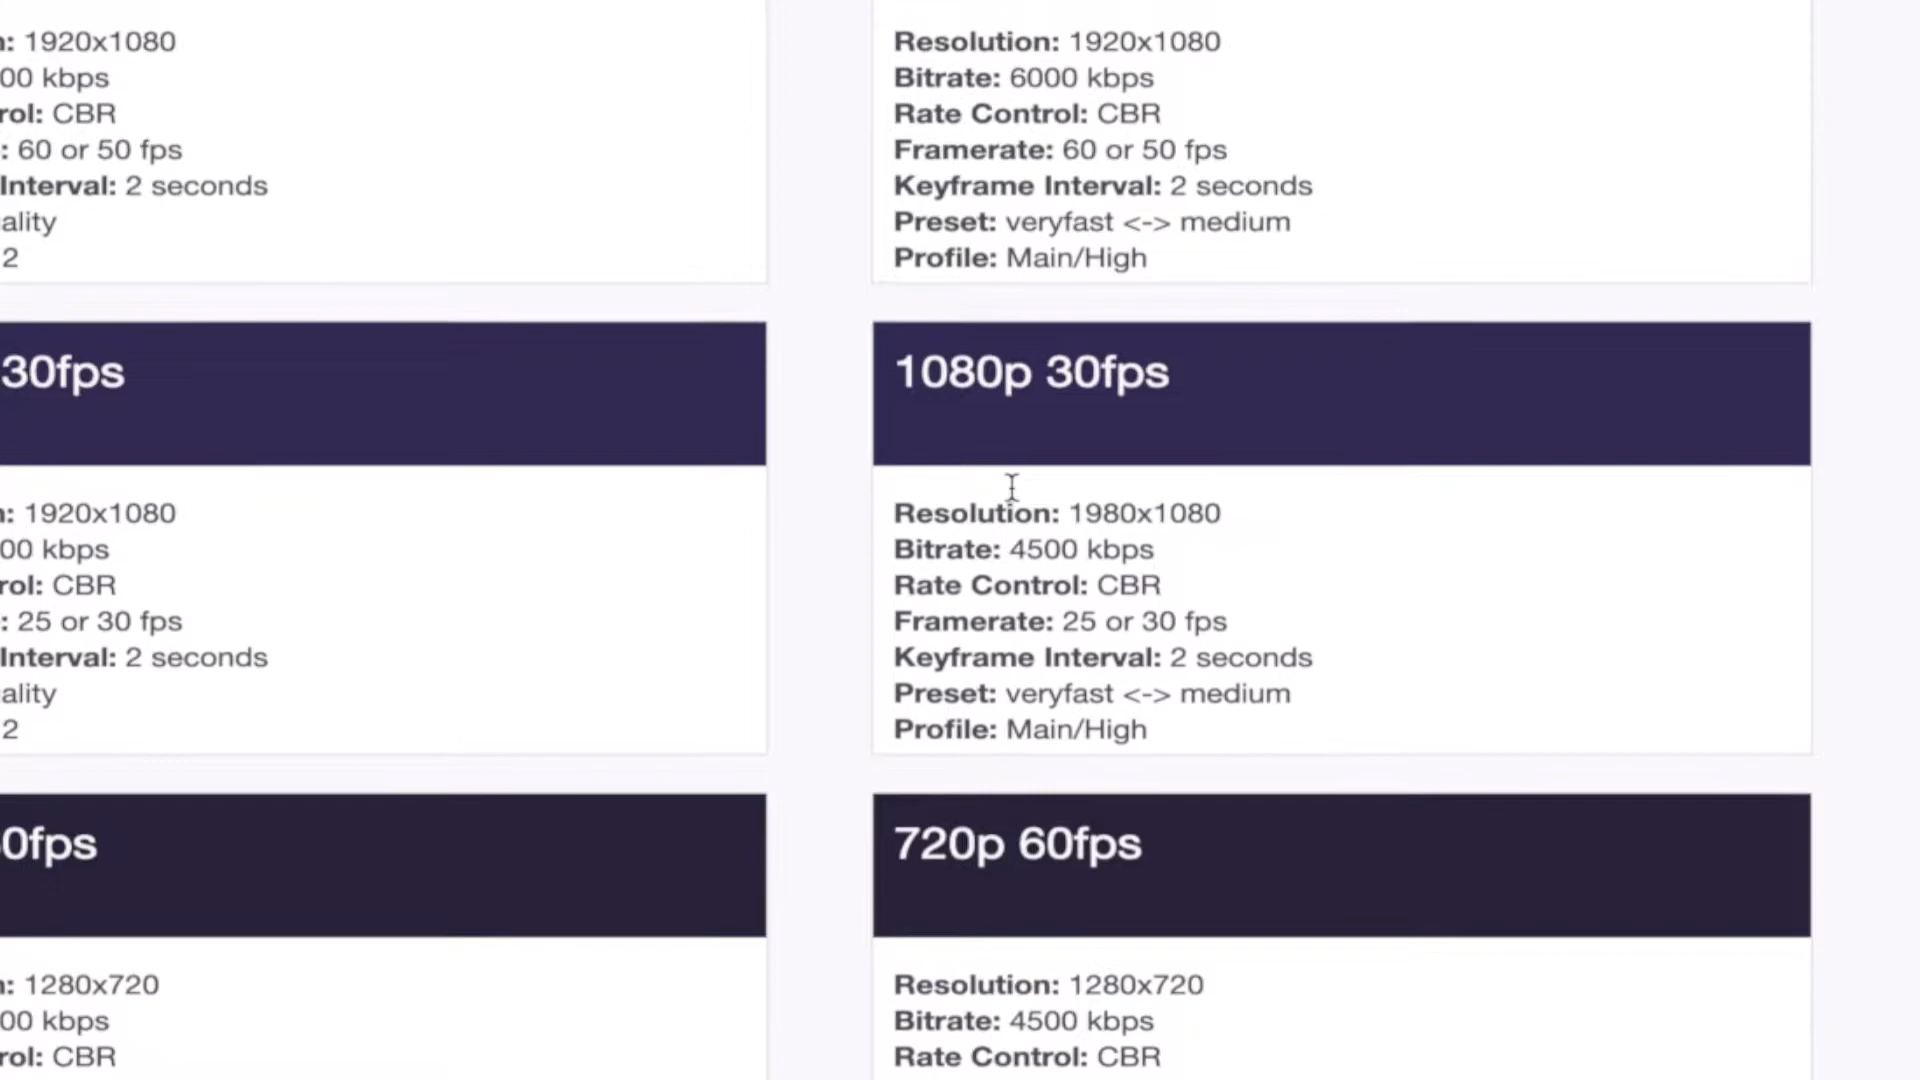 n: 1920x1080
00 kbps
rol: CBR
: 60 or 50 fps
Interval: 2 seconds
ality
2
Resolution: 1920x1080
Bitrate: 6000 kbps
Rate Control: CBR
Framerate: 60 or 50 fps
Keyframe Interval: 2 seconds
Preset: veryfast <-> medium
Profile: Main/High
30fps
n: 1920x1080
00 kbps
rol: CBR
: 25 or 30 fps
Interval: 2 seconds
ality
2
1080p 30fps
Resolution: 1980x1080
Bitrate: 4500 kbps
Rate Control: CBR
Framerate: 25 or 30 fps
Keyframe Interval: 2 seconds
Preset: veryfast <-> medium
Profile: Main/High
0fps
n: 1280x720
00 kbps
rol: CBR
720p 60fps
Resolution: 1280x720
Bitrate: 4500 kbps
Rate Control: CBR